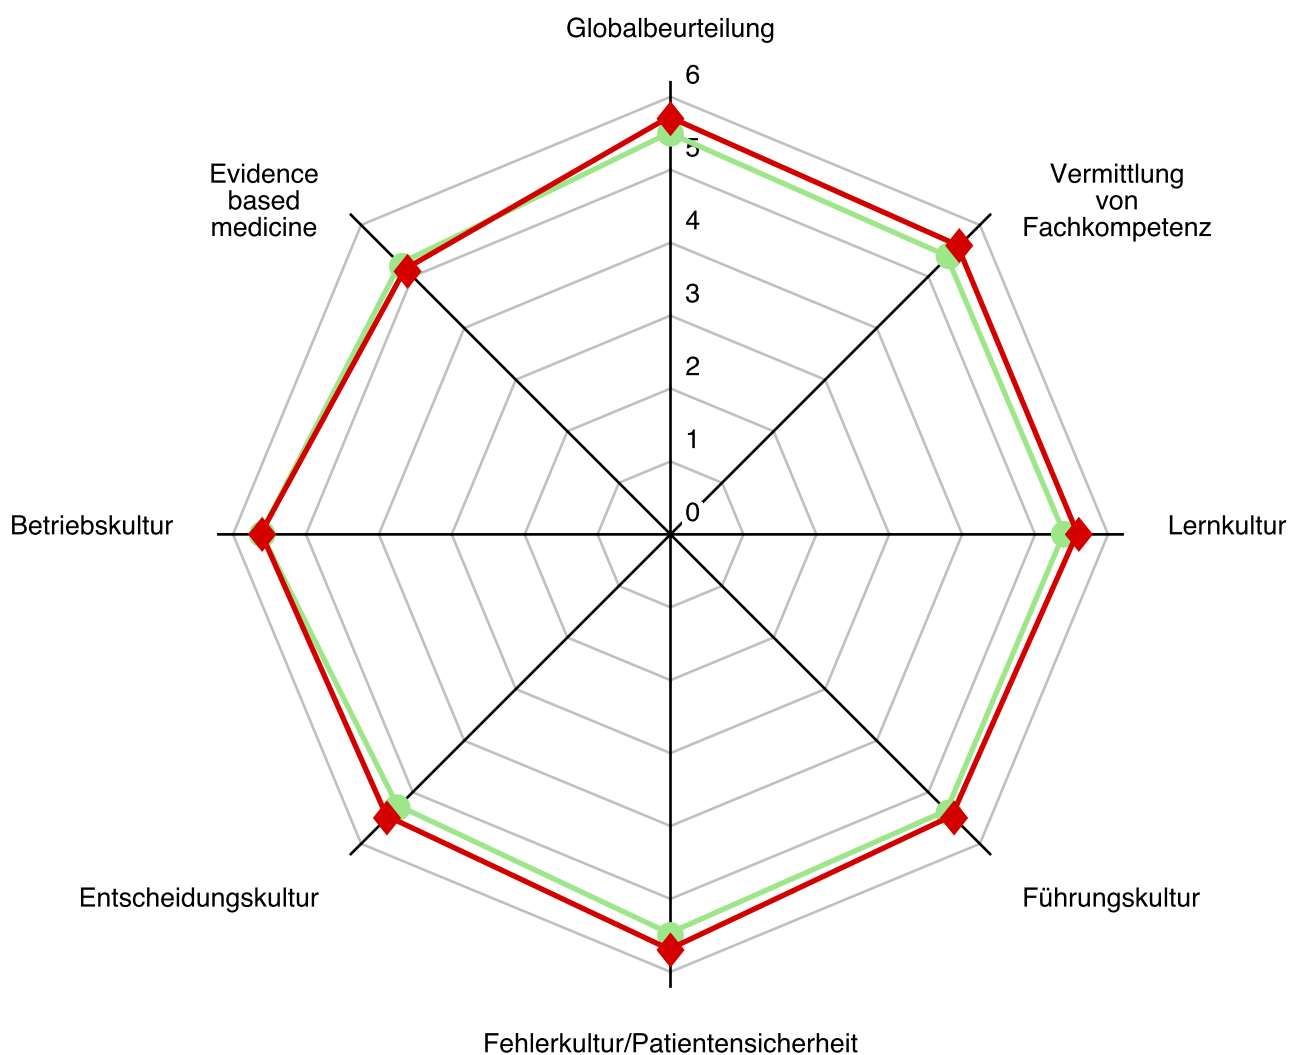 Globalbeurteilung
6
Evidence
based
medicine
5
Vermittlung
von
Fachkompetenz
4
3
2
1
0
Betriebskultur
Lernkultur
Entscheidungskultur
Führungskultur
Fehlerkultur/Patientensicherheit